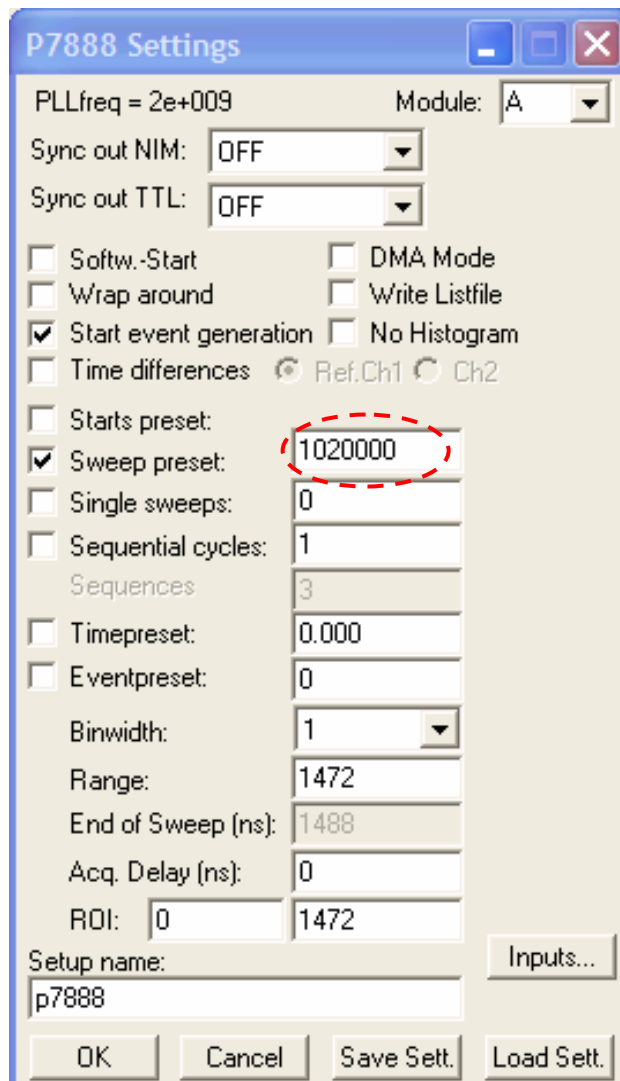 P7888 Settings
PLLfreq = 2e+009 Module: A
Sync out NIM: OFF
Sync out TTL: OFF
Softw.-Start DMA Mode
Wrap around Write Listfile
Start event generation No Histogram
Time differences Ref.Ch1 Ch2
Starts preset:
Sweep preset: 1020000
Single sweeps: 0
Sequential cycles: 1
Sequences 3
Timepreset: 0.000
Eventpreset: 0
Binwidth: 1
Range: 1472
End of Sweep (ns): 1488
Acq. Delay (ns): 0
ROI: 0 1472
Inputs...
Setup name:
p7888
OK Cancel Save Sett. Load Sett.